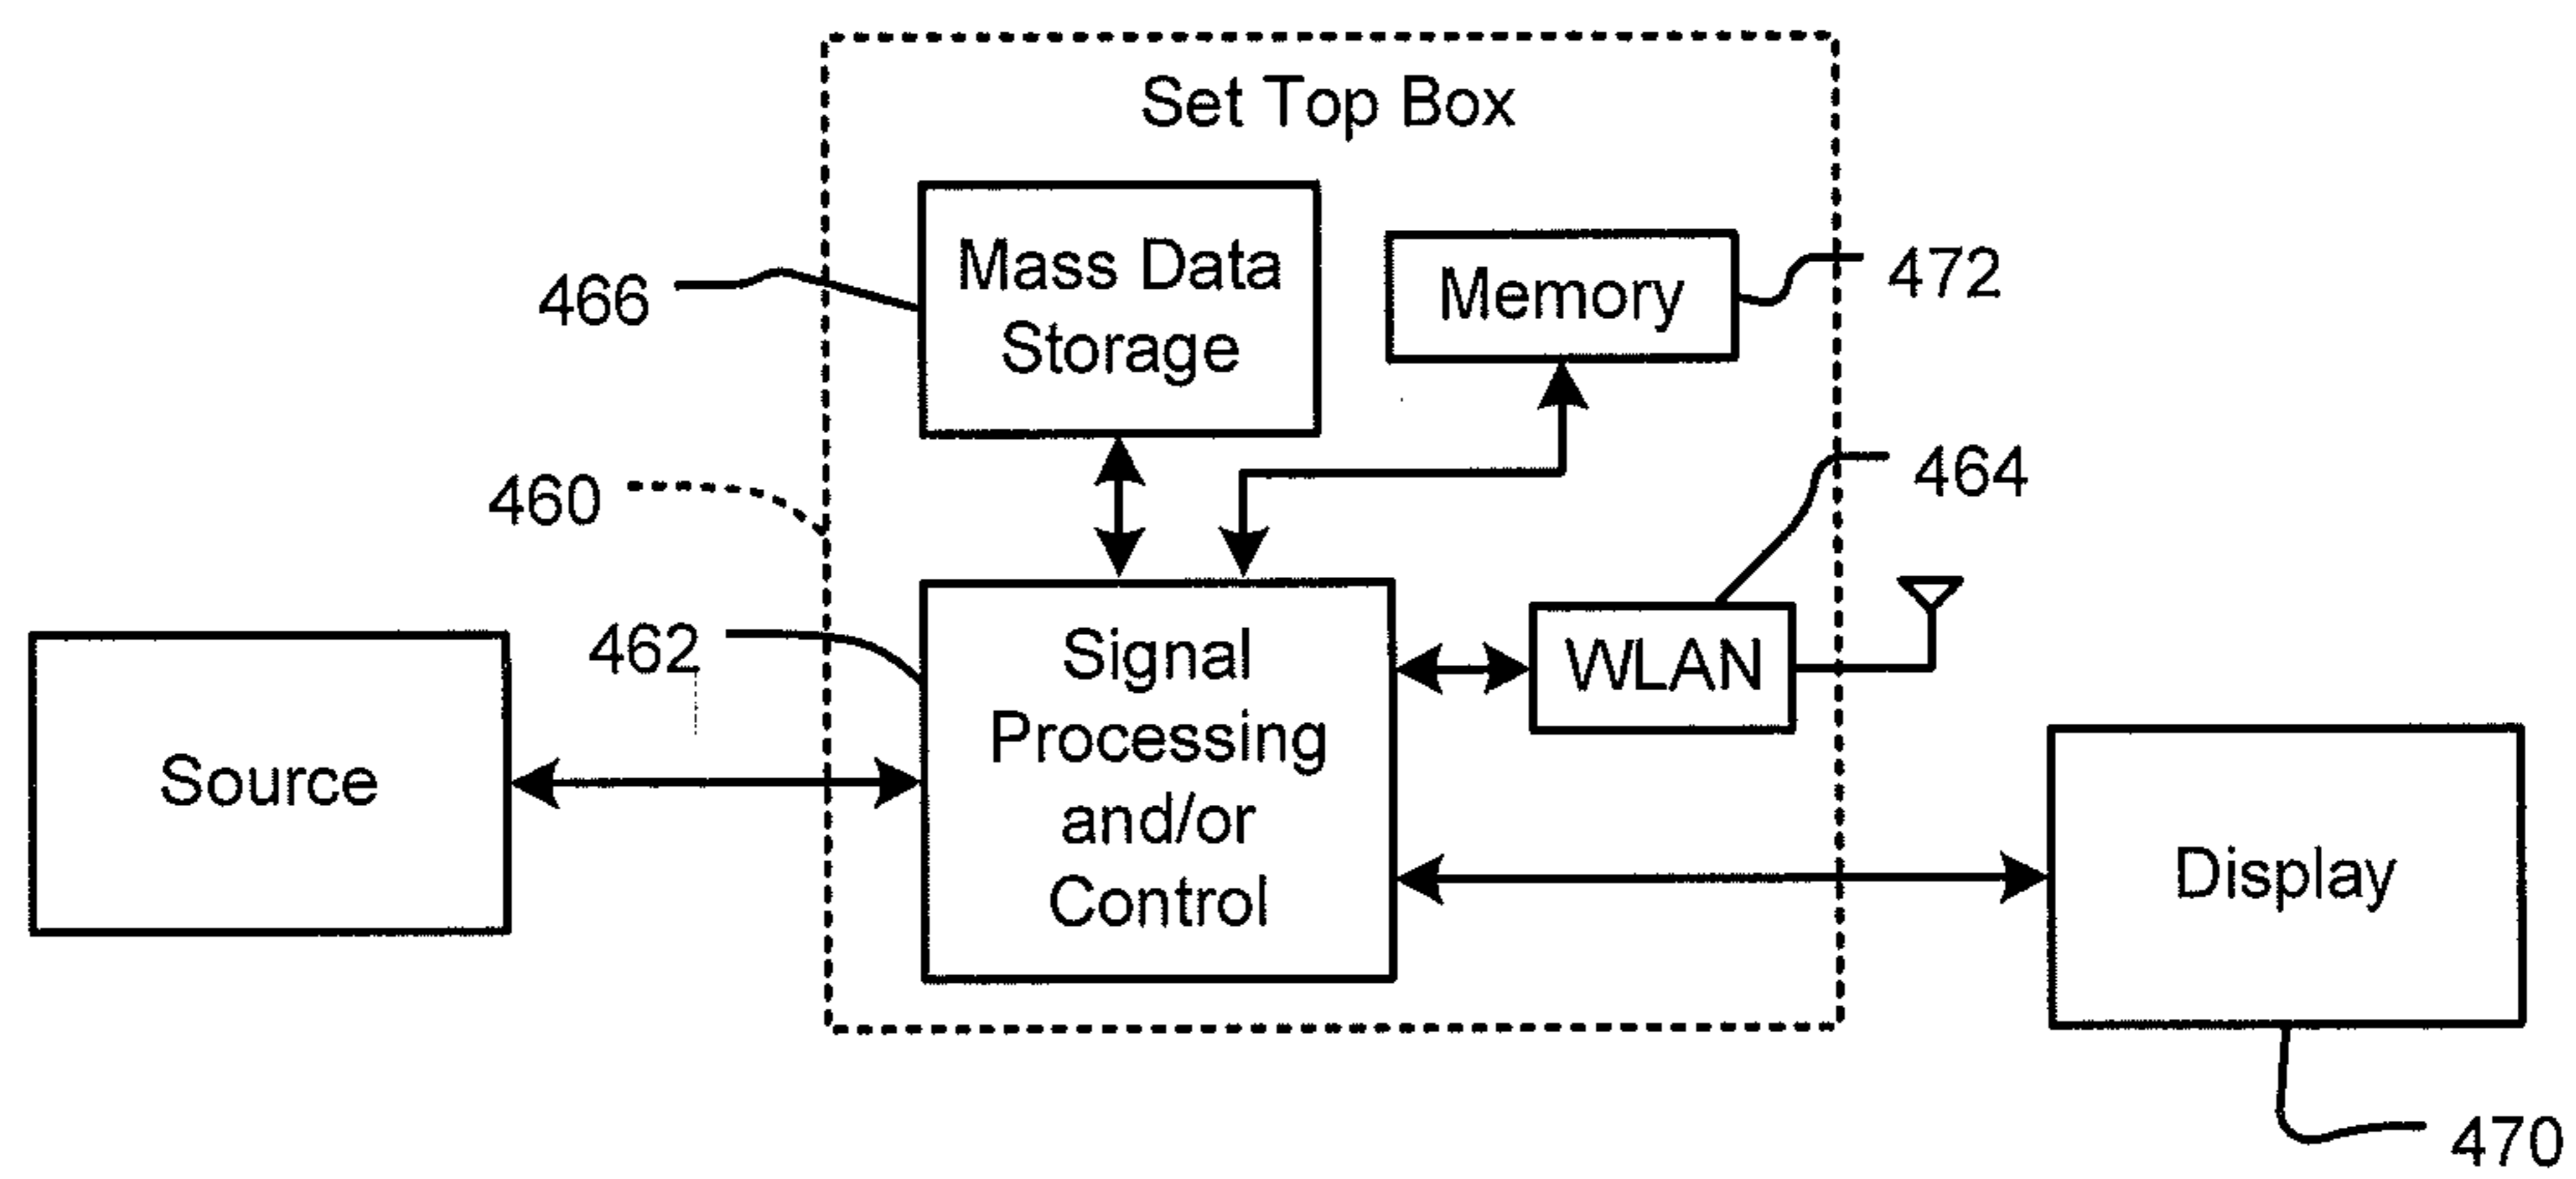 Set Top Box
Mass Data
Storage
466
Memory
472
460
464
462
Signal
Processing
and/or
Control
WLAN
Source
Display
470